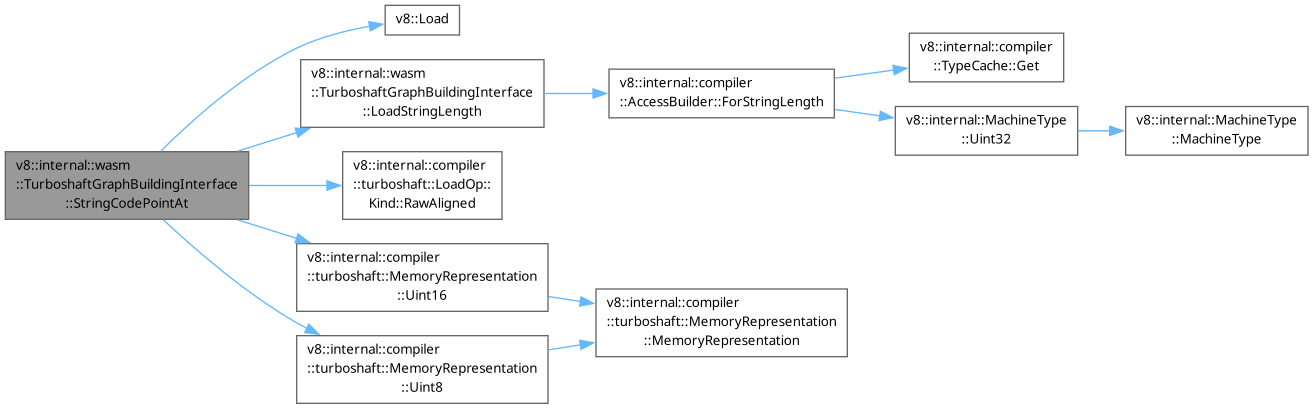 v8::Load
v8::internal::wasm
::TurboshaftGraphBuildingInterface
::LoadStringLength
v8::internal::compiler
::AccessBuilder::ForStringLength
v8::internal::compiler
::TypeCache::Get
v8::internal::MachineType
::Uint32
v8::internal::MachineType
::MachineType
v8::internal::wasm
::TurboshaftGraphBuildingInterface
::StringCodePointAt
v8::internal::compiler
::turboshaft::LoadOp::
Kind::RawAligned
v8::internal::compiler
::turboshaft::MemoryRepresentation
::Uint16
v8::internal::compiler
::turboshaft::MemoryRepresentation
::MemoryRepresentation
v8::internal::compiler
::turboshaft::MemoryRepresentation
::Uint8